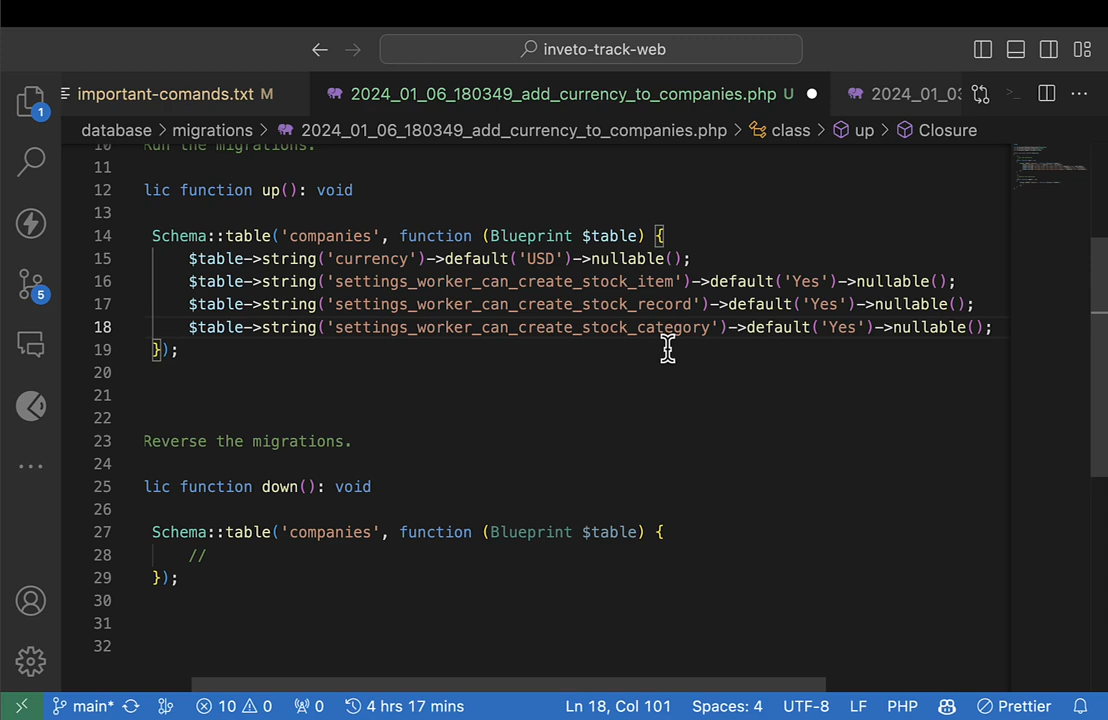 inveto-track-web
important-comands.txt M
2024_01_06_180349_add_currency_to_companies.php U
2024_01_03
database > migrations > 2024_01_06_180349_add_currency_to_companies.php > class > up > Closure
1
5
10 Run the migrations.
11
12 lic function up(): void
13
14 Schema::table('companies', function (Blueprint $table) {
15 $table->string('currency')->default('USD')->nullable();
16 $table->string('settings_worker_can_create_stock_item')->default('Yes')->nullable();
17 $table->string('settings_worker_can_create_stock_record')->default('Yes')->nullable();
18 $table->string('settings_worker_can_create_stock_category')->default('Yes')->nullable();
19 });
20
21
22
23 Reverse the migrations.
24
25 lic function down(): void
26
27 Schema::table('companies', function (Blueprint $table) {
28 //
29 });
30
31
32
main* 10 0 0 4 hrs 17 mins Ln 18, Col 101 Spaces: 4 UTF-8 LF PHP Prettier